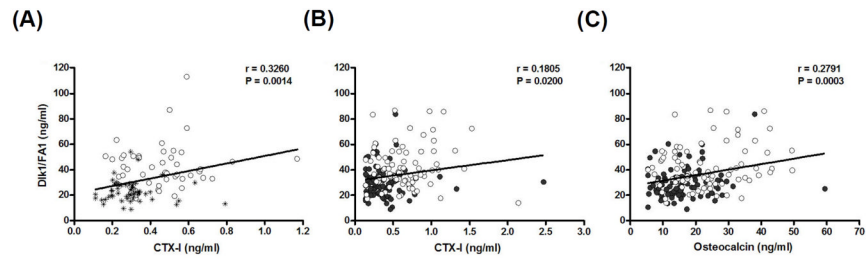 (A)
r = 0.3260
P = 0.0014
Dlk1/FA1 (ng/ml)
120
100
80
60
40
20
0
0.0 0.2 0.4 0.6 0.8 1.0 1.2
CTX-I (ng/ml)
(B)
r = 0.1805
P = 0.0200
120
100
80
60
40
20
0
0.0 0.5 1.0 1.5 2.0 2.5 3.0
CTX-I (ng/ml)
(C)
r = 0.2791
P = 0.0003
120
100
80
60
40
20
0
0 10 20 30 40 50 60 70
Osteocalcin (ng/ml)